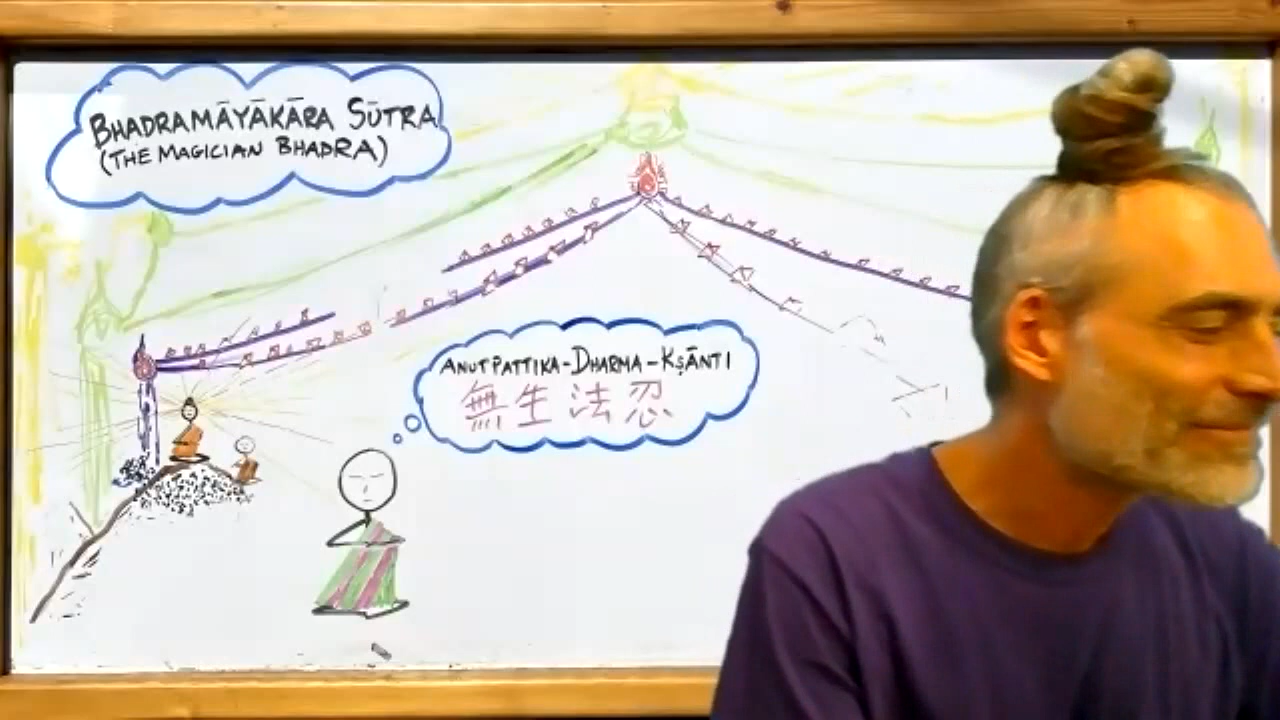 BHADRAMĀYĀKĀRA SŪTRA
(THE MAGICIAN BHADRA)
ANUTPATTIKA-DHARMA-KṢĀNTI
無生法忍